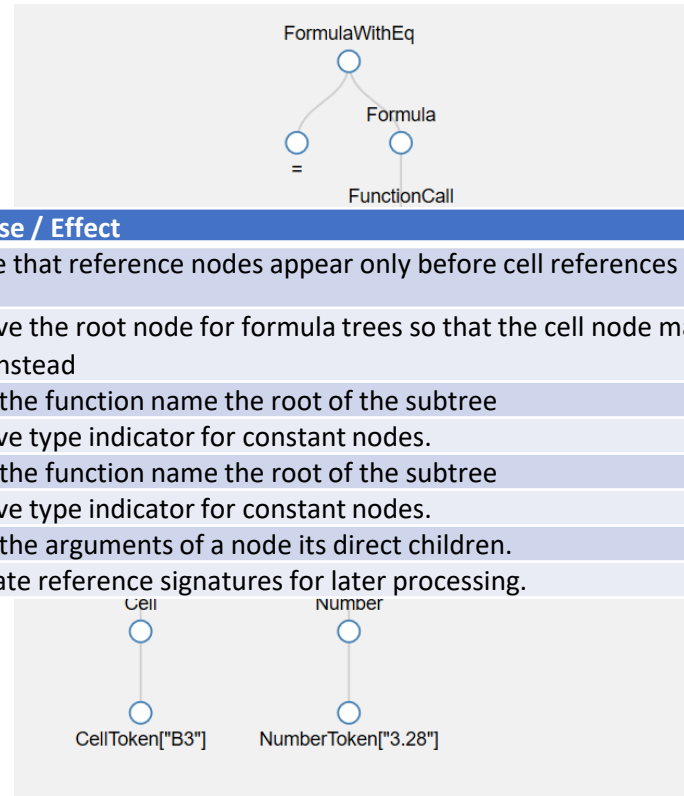 FormulaWithEq
Formula
=
FunctionCall
se / Effect
e that reference nodes appear only before cell references
ve the root node for formula trees so that the cell node ma
nstead
the function name the root of the subtree
ve type indicator for constant nodes.
the function name the root of the subtree
ve type indicator for constant nodes.
the arguments of a node its direct children.
ate reference signatures for later processing.
Cell Number
CellToken["B3"] NumberToken["3.28"]